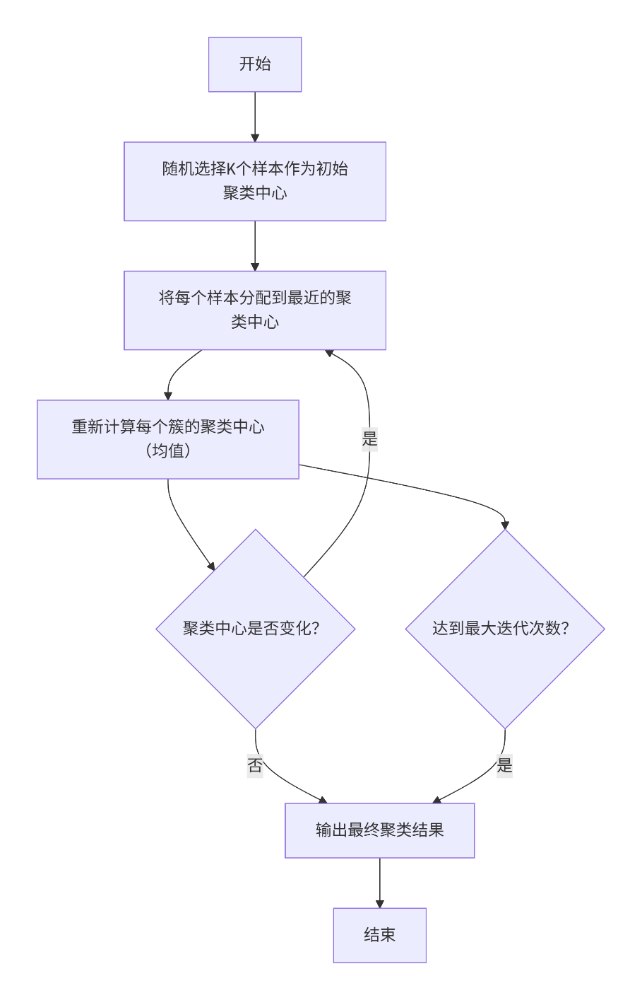 开始
随机选择K个样本作为初始
聚类中心
将每个样本分配到最近的聚
类中心
重新计算每个簇的聚类中心
（均值）
是
聚类中心是否变化？
达到最大迭代次数？
否
是
输出最终聚类结果
结束